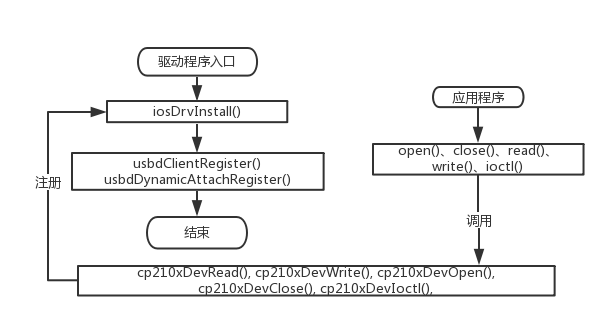 驱动程序入口
iosDrvInstall()
usbdClientRegister()
usbdDynamicAttachRegister()
结束
注册
应用程序
open()、close()、read()、
write()、ioctl()
调用
cp210xDevRead(), cp210xDevWrite(), cp210xDevOpen(),
cp210xDevClose(), cp210xDevIoctl(),